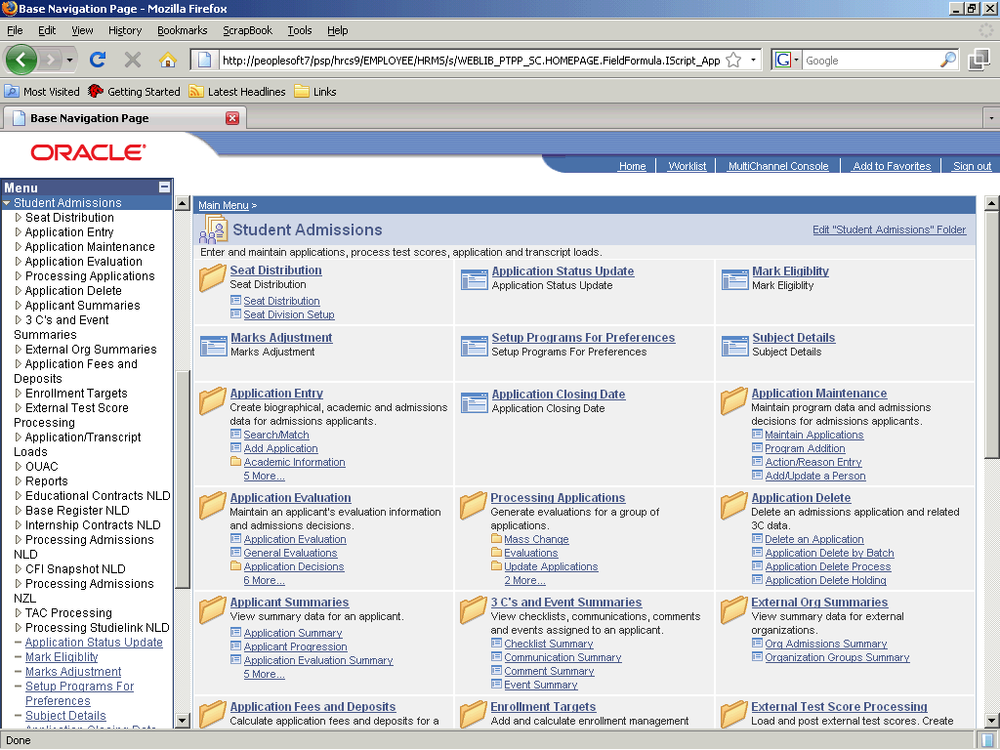 Base Navigation Page - Mozilla Firefox
File Edit View History Bookmarks ScrapBook Tools Help
http://peoplesoft7/psp/hrcs9/EMPLOYEE/HRMS/s/WEBLIB_PTPP_SC.HOMEPAGE.FieldFormula.IScript_App
G Google
Most Visited Getting Started Latest Headlines Links
Base Navigation Page
ORACLE
Home Worklist MultiChannel Console Add to Favorites Sign out
Menu
Student Admissions
Seat Distribution
Application Entry
Application Maintenance
Application Evaluation
Processing Applications
Application Delete
Applicant Summaries
3 C's and Event
Summaries
External Org Summaries
Application Fees and
Deposits
Enrollment Targets
External Test Score
Processing
Application/Transcript
Loads
OUAC
Reports
Educational Contracts NLD
Base Register NLD
Internship Contracts NLD
Processing Admissions
NLD
CFI Snapshot NLD
Processing Admissions
NZL
TAC Processing
Processing Studielink NLD
Application Status Update
Mark Eligiblity
Marks Adjustment
Setup Programs For
Preferences
Subject Details
Application Closing Date
Main Menu >
Student Admissions
Edit "Student Admissions" Folder
Enter and maintain applications, process test scores, application and transcript loads.
Seat Distribution
Seat Distribution
Seat Distribution
Seat Division Setup
Application Status Update
Application Status Update
Mark Eligiblity
Mark Eligiblity
Marks Adjustment
Marks Adjustment
Setup Programs For Preferences
Setup Programs For Preferences
Subject Details
Subject Details
Application Entry
Create biographical, academic and admissions
data for admissions applicants.
Search/Match
Add Application
Academic Information
5 More...
Application Closing Date
Application Closing Date
Application Maintenance
Maintain program data and admissions
decisions for admissions applicants.
Maintain Applications
Program Addition
Action/Reason Entry
Add/Update a Person
Application Evaluation
Maintain an applicant's evaluation information
and admissions decisions.
Application Evaluation
General Evaluations
Application Decisions
6 More...
Processing Applications
Generate evaluations for a group of
applications.
Mass Change
Evaluations
Update Applications
2 More...
Application Delete
Delete an admissions application and related
3C data.
Delete an Application
Application Delete by Batch
Application Delete Process
Application Delete Holding
Applicant Summaries
View summary data for an applicant.
Application Summary
Applicant Progression
Application Evaluation Summary
5 More...
3 C's and Event Summaries
View checklists, communications, comments
and events assigned to an applicant.
Checklist Summary
Communication Summary
Comment Summary
Event Summary
External Org Summaries
View summary data for external
organizations.
Org Admissions Summary
Organization Groups Summary
Application Fees and Deposits
Calculate application fees and deposits for a
Enrollment Targets
Add and calculate enrollment management
External Test Score Processing
Load and post external test scores. Create
Done